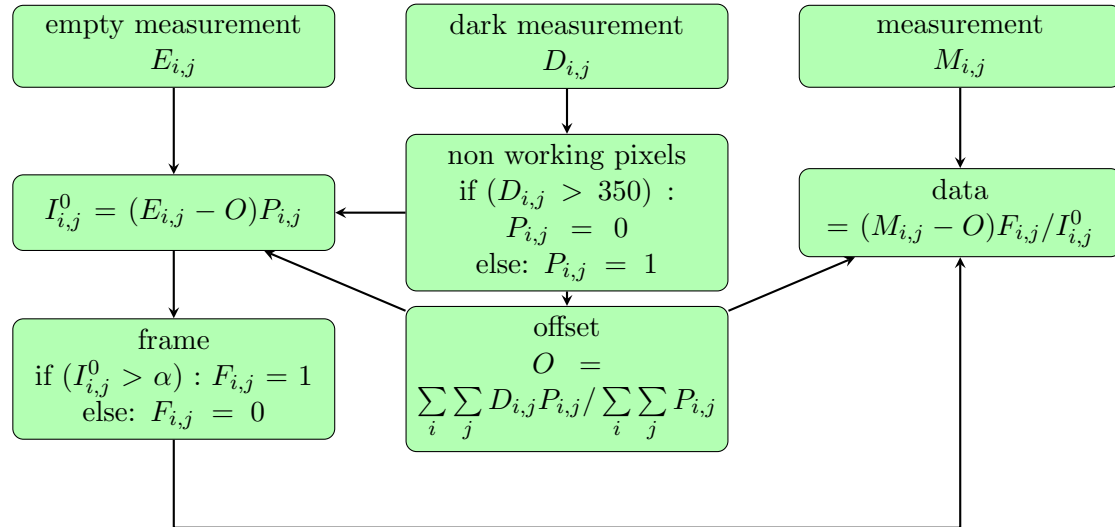 empty measurement
E_{i,j}
dark measurement
D_{i,j}
measurement
M_{i,j}
I^0_{i,j} = (E_{i,j} − O)P_{i,j}
non working pixels
if (D_{i,j} > 350) :
P_{i,j} = 0
else: P_{i,j} = 1
data
= (M_{i,j} − O)F_{i,j}/I^0_{i,j}
frame
if (I^0_{i,j} > α) : F_{i,j} = 1
else: F_{i,j} = 0
offset
O =
∑_i ∑_j D_{i,j}P_{i,j}/ ∑_i ∑_j P_{i,j}